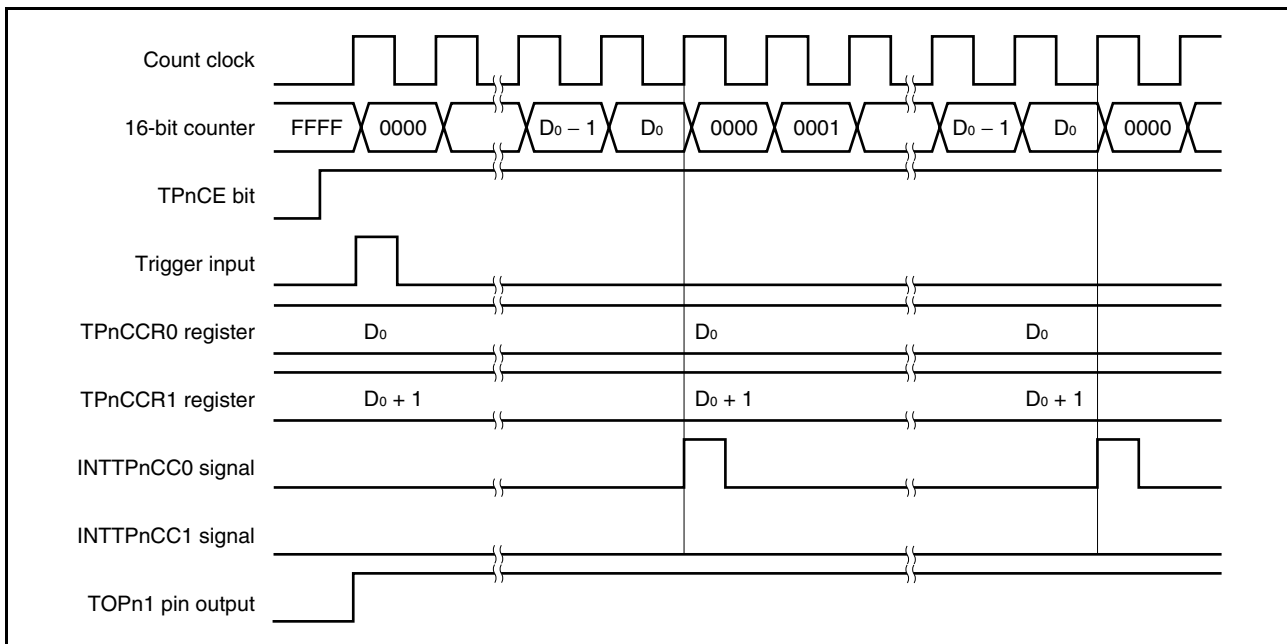 Count clock
16-bit counter FFFF 0000 D₀ – 1 D₀ 0000 0001 D₀ – 1 D₀ 0000
TPnCE bit
Trigger input
TPnCCR0 register D₀ D₀ D₀
TPnCCR1 register D₀ + 1 D₀ + 1 D₀ + 1
INTTPnCC0 signal
INTTPnCC1 signal
TOPn1 pin output